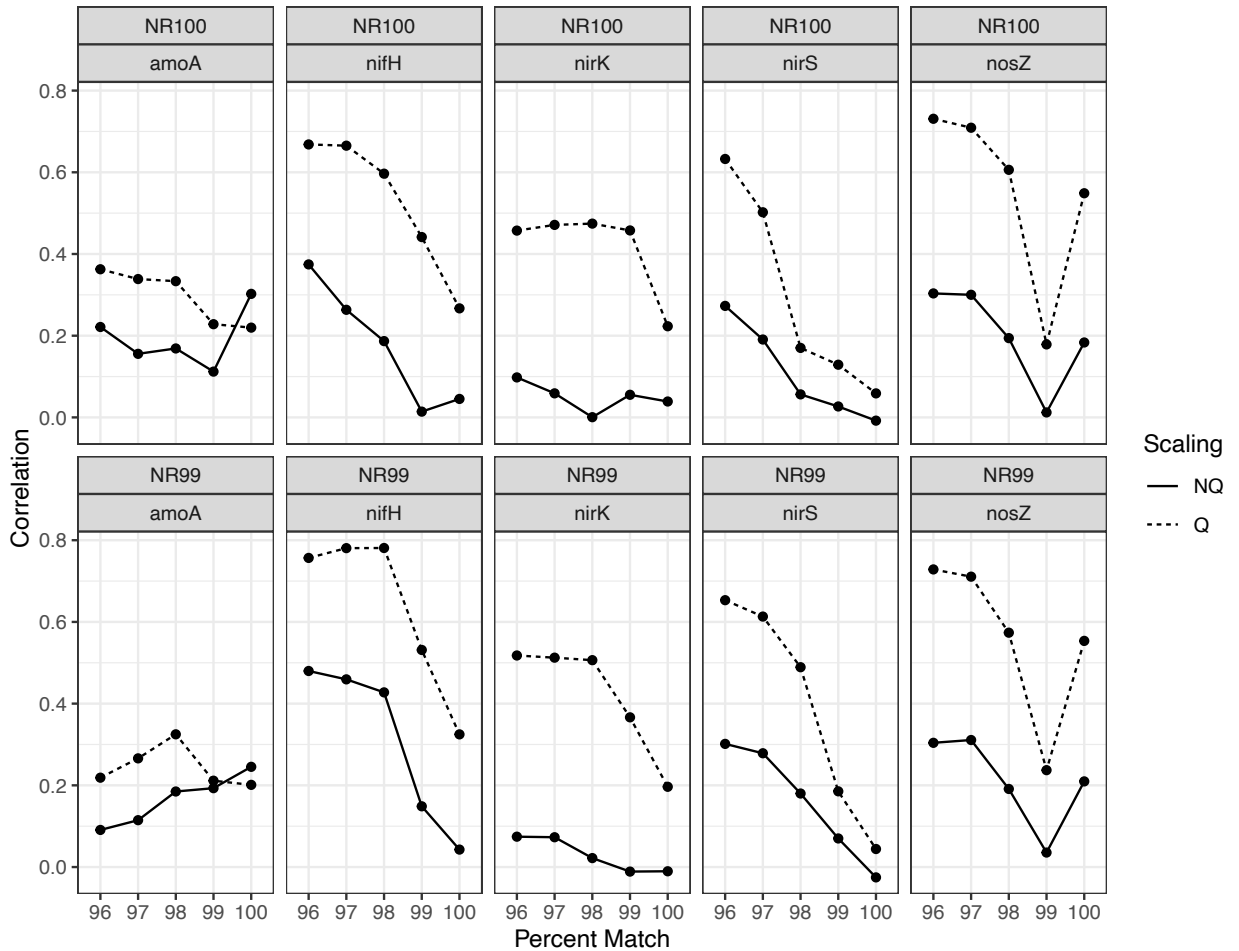 NR100 NR100 NR100 NR100 NR100
amoA nifH nirK nirS nosZ
0.8
0.6
0.4
0.2
0.0
Correlation
Scaling
NQ
Q
NR99 NR99 NR99 NR99 NR99
amoA nifH nirK nirS nosZ
0.8
0.6
0.4
0.2
0.0
96 97 98 99 100 96 97 98 99 100 96 97 98 99 100 96 97 98 99 100 96 97 98 99 100
Percent Match